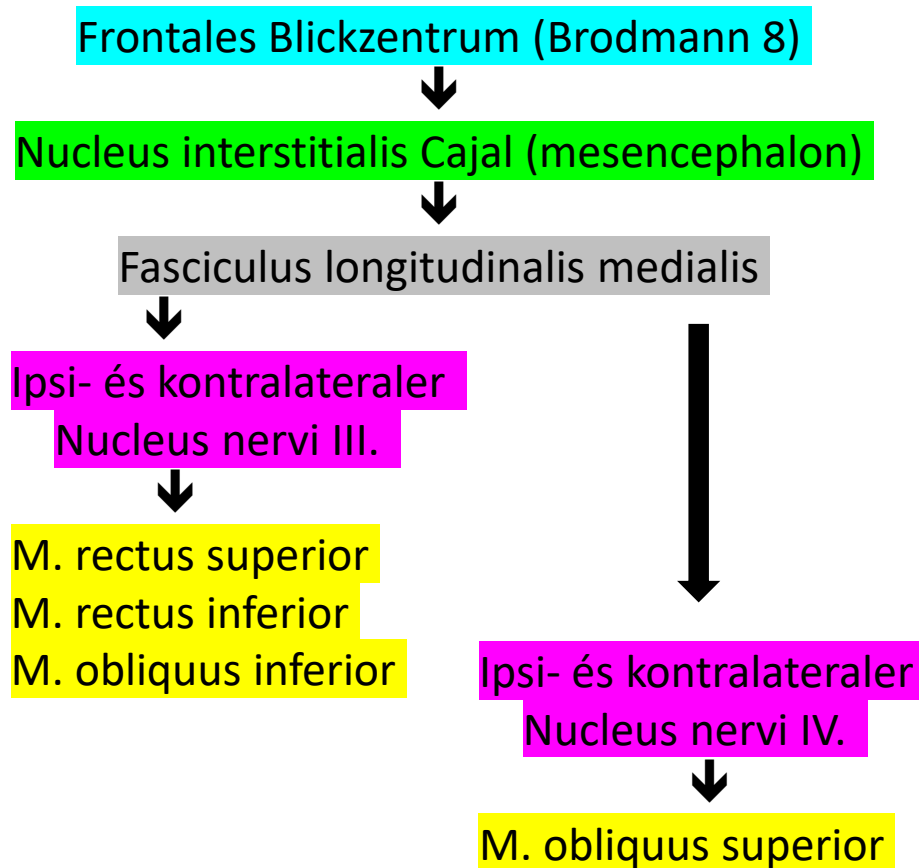 Frontales Blickzentrum (Brodmann 8)
Nucleus interstitialis Cajal (mesencephalon)
Fasciculus longitudinalis medialis
Ipsi- és kontralateraler
Nucleus nervi III.
M. rectus superior
M. rectus inferior
M. obliquus inferior
Ipsi- és kontralateraler
Nucleus nervi IV.
M. obliquus superior